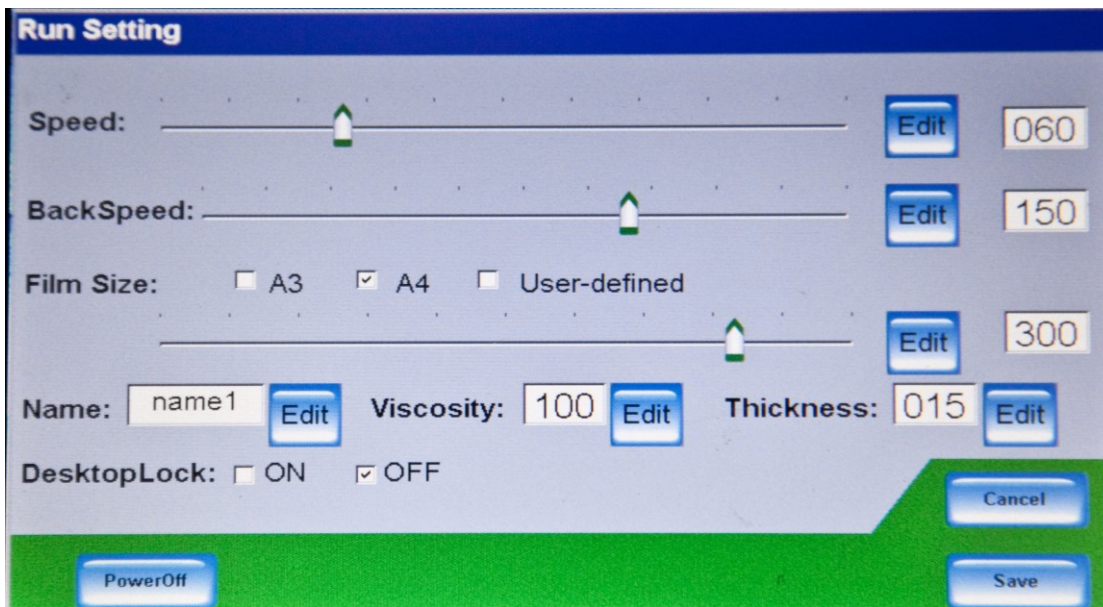 Run Setting
Speed: Edit 060
BackSpeed: Edit 150
Film Size: A3 A4 User-defined
Edit 300
Name: name1 Edit Viscosity: 100 Edit Thickness: 015 Edit
DesktopLock: ON OFF
Cancel
PowerOff Save